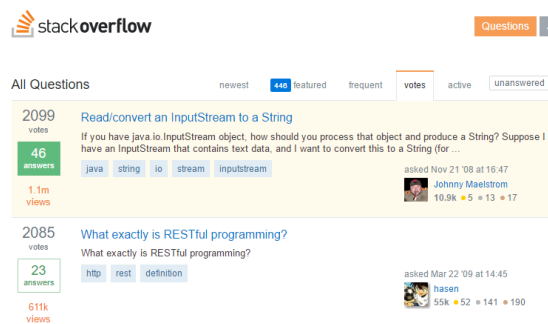 stackoverflow
Questions
All Questions
newest 446 featured frequent votes active unanswered
2099
votes
46
answers
1.1m
views
Read/convert an InputStream to a String
If you have java.io.InputStream object, how should you process that object and produce a String? Suppose I
have an InputStream that contains text data, and I want to convert this to a String (for ...
java string io stream inputstream
asked Nov 21 '08 at 16:47
Johnny Maelstrom
10.9k 5 13 17
2085
votes
23
answers
611k
views
What exactly is RESTful programming?
What exactly is RESTful programming?
http rest definition
asked Mar 22 '09 at 14:45
hasen
55k 52 141 190